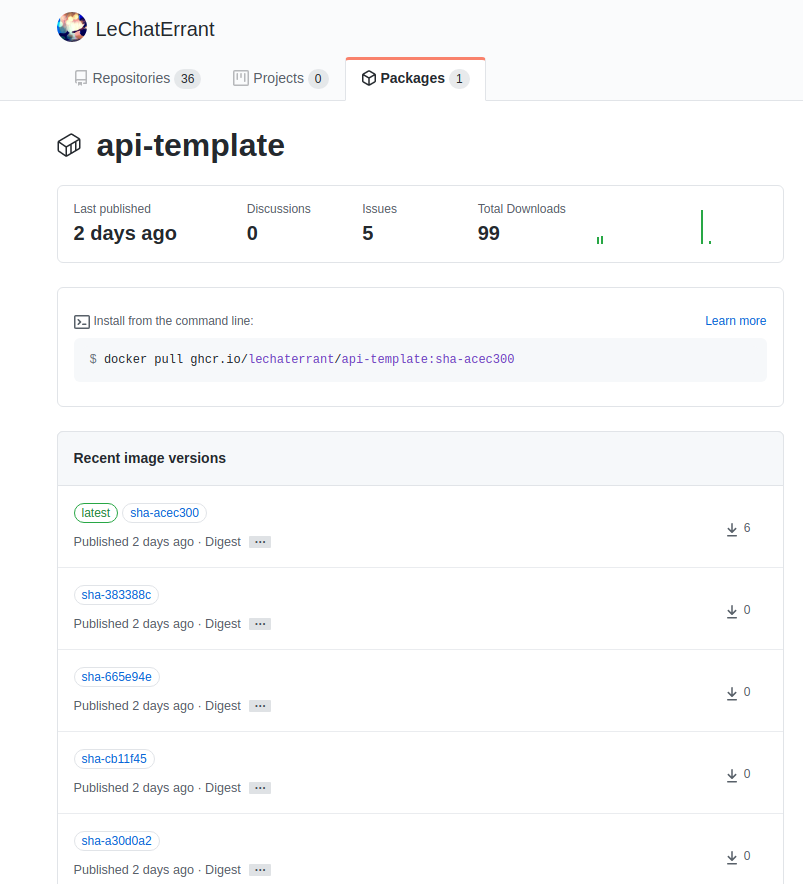 LeChatErrant
Repositories 36 Projects 0 Packages 1
api-template
Last published Discussions Issues Total Downloads
2 days ago 0 5 99
Install from the command line: Learn more
$ docker pull ghcr.io/lechaterrant/api-template:sha-acec300
Recent image versions
latest sha-acec300
Published 2 days ago · Digest ···
6
sha-383388c
Published 2 days ago · Digest ···
0
sha-665e94e
Published 2 days ago · Digest ···
0
sha-cb11f45
Published 2 days ago · Digest ···
0
sha-a30d0a2
Published 2 days ago · Digest ···
0